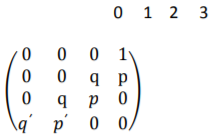 0 1 2 3
0 0 0 1
0 0 q p
0 q p 0
q′ p′ 0 0